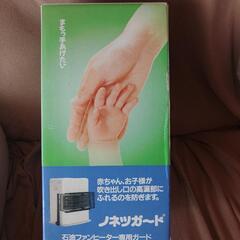 まもって手あげたい
赤ちゃん、お子様が
吹き出し口の高温部に
ふれるのを防ぎます。
ノネツガード
石油ファンヒーター専用ガード